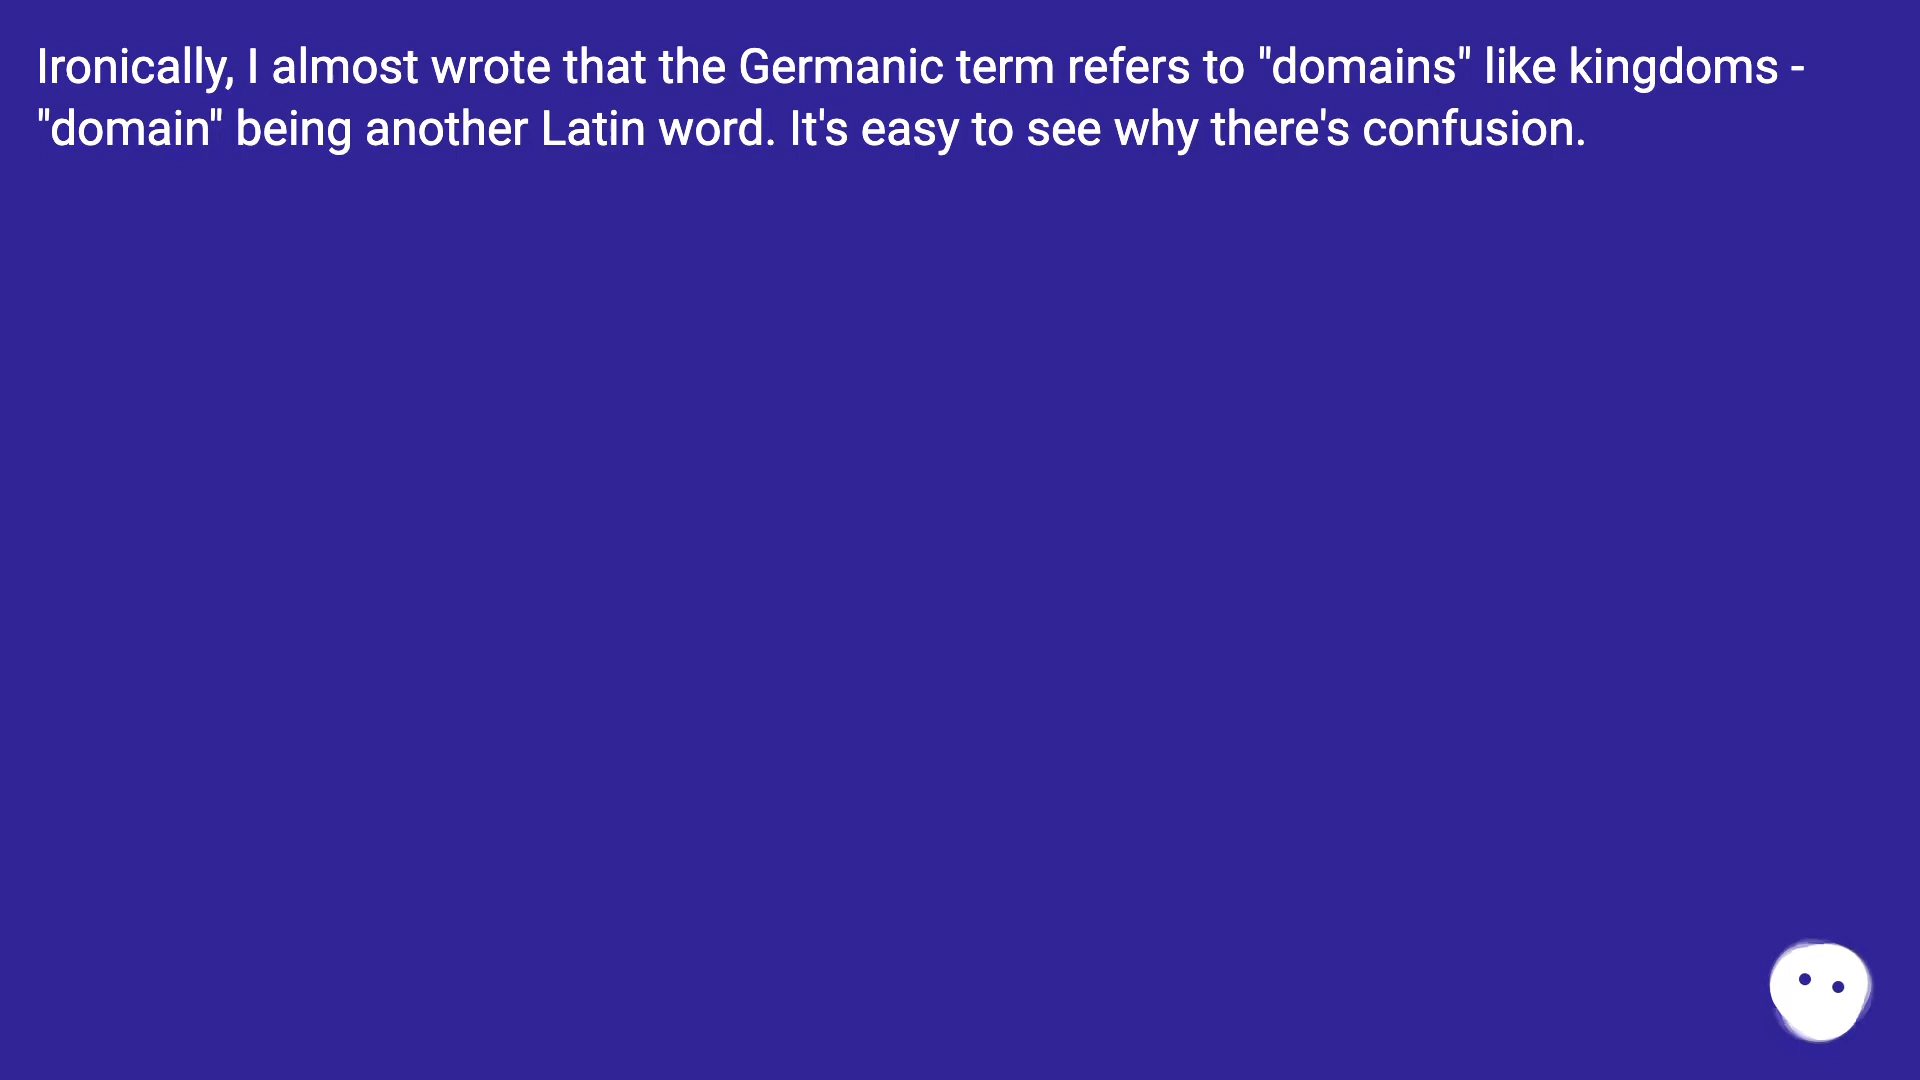 Ironically, I almost wrote that the Germanic term refers to "domains" like kingdoms -
"domain" being another Latin word. It's easy to see why there's confusion.